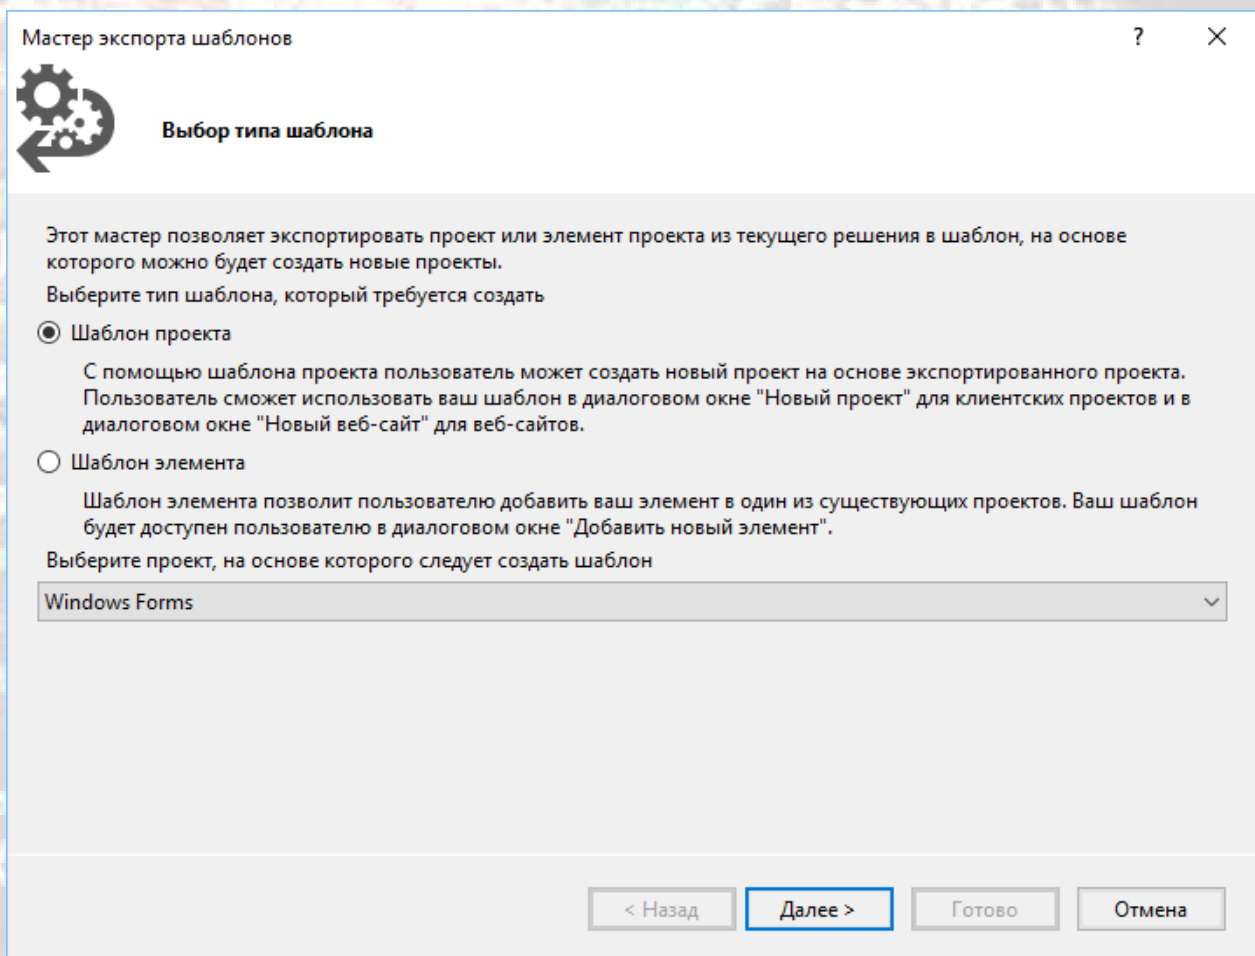 Мастер экспорта шаблонов
?
Выбор типа шаблона
Этот мастер позволяет экспортировать проект или элемент проекта из текущего решения в шаблон, на основе
которого можно будет создать новые проекты.
Выберите тип шаблона, который требуется создать
Шаблон проекта
С помощью шаблона проекта пользователь может создать новый проект на основе экспортированного проекта.
Пользователь сможет использовать ваш шаблон в диалоговом окне "Новый проект" для клиентских проектов и в
диалоговом окне "Новый веб-сайт" для веб-сайтов.
Шаблон элемента
Шаблон элемента позволит пользователю добавить ваш элемент в один из существующих проектов. Ваш шаблон
будет доступен пользователю в диалоговом окне "Добавить новый элемент".
Выберите проект, на основе которого следует создать шаблон
Windows Forms
< Назад
Далее >
Готово
Отмена